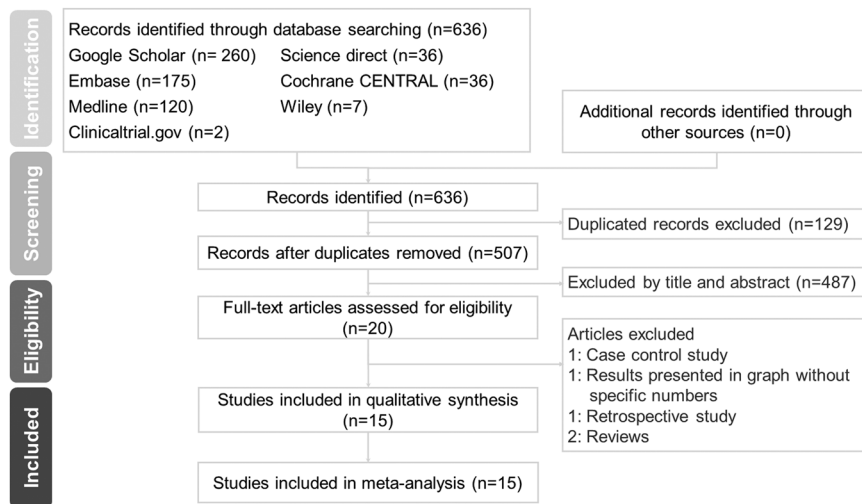 Identification
Records identified through database searching (n=636)
Google Scholar (n= 260)
Science direct (n=36)
Embase (n=175)
Cochrane CENTRAL (n=36)
Medline (n=120)
Wiley (n=7)
Clinicaltrial.gov (n=2)
Additional records identified through
other sources (n=0)
Screening
Records identified (n=636)
Duplicated records excluded (n=129)
Records after duplicates removed (n=507)
Excluded by title and abstract (n=487)
Eligibility
Full-text articles assessed for eligibility
(n=20)
Articles excluded
1: Case control study
1: Results presented in graph without
specific numbers
1: Retrospective study
2: Reviews
Included
Studies included in qualitative synthesis
(n=15)
Studies included in meta-analysis (n=15)